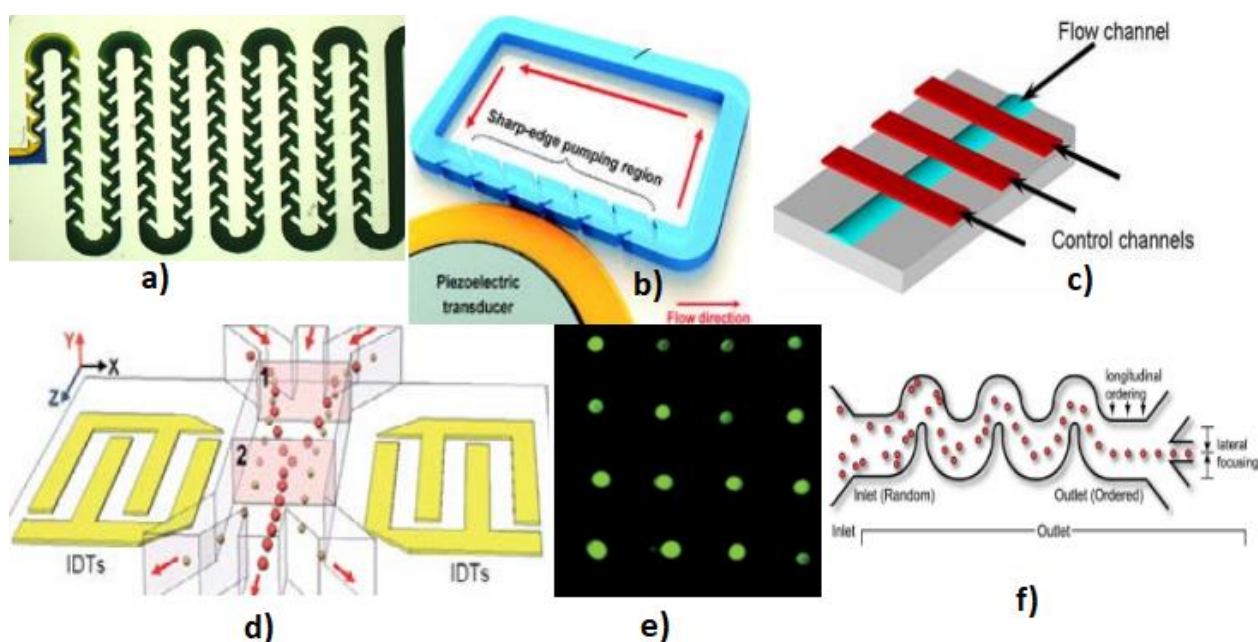 a)
Sharp-edge pumping region
Piezoelectric
transducer
b)
Flow direction
Flow channel
Control channels
c)
Y
X
Z
1
2
IDTs
IDTs
d)
e)
longitudinal
ordering
lateral
focusing
Inlet (Random)
Outlet (Ordered)
Inlet
Outlet
f)